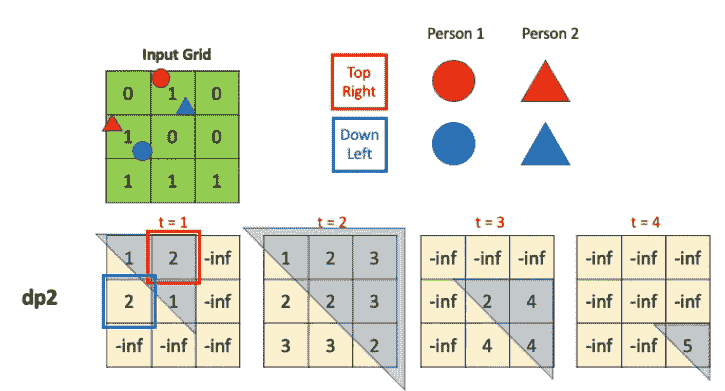 Person 1 Person 2
Input Grid
0 1 0
1 0 0
1 1 1
Top
Right
Down
Left
t = 1 t = 2 t = 3 t = 4
dp2
1 2 -inf 1 2 3 -inf -inf -inf -inf -inf -inf
2 1 -inf 2 2 3 -inf 2 4 -inf -inf -inf
-inf -inf -inf 3 3 2 -inf 4 4 -inf -inf 5